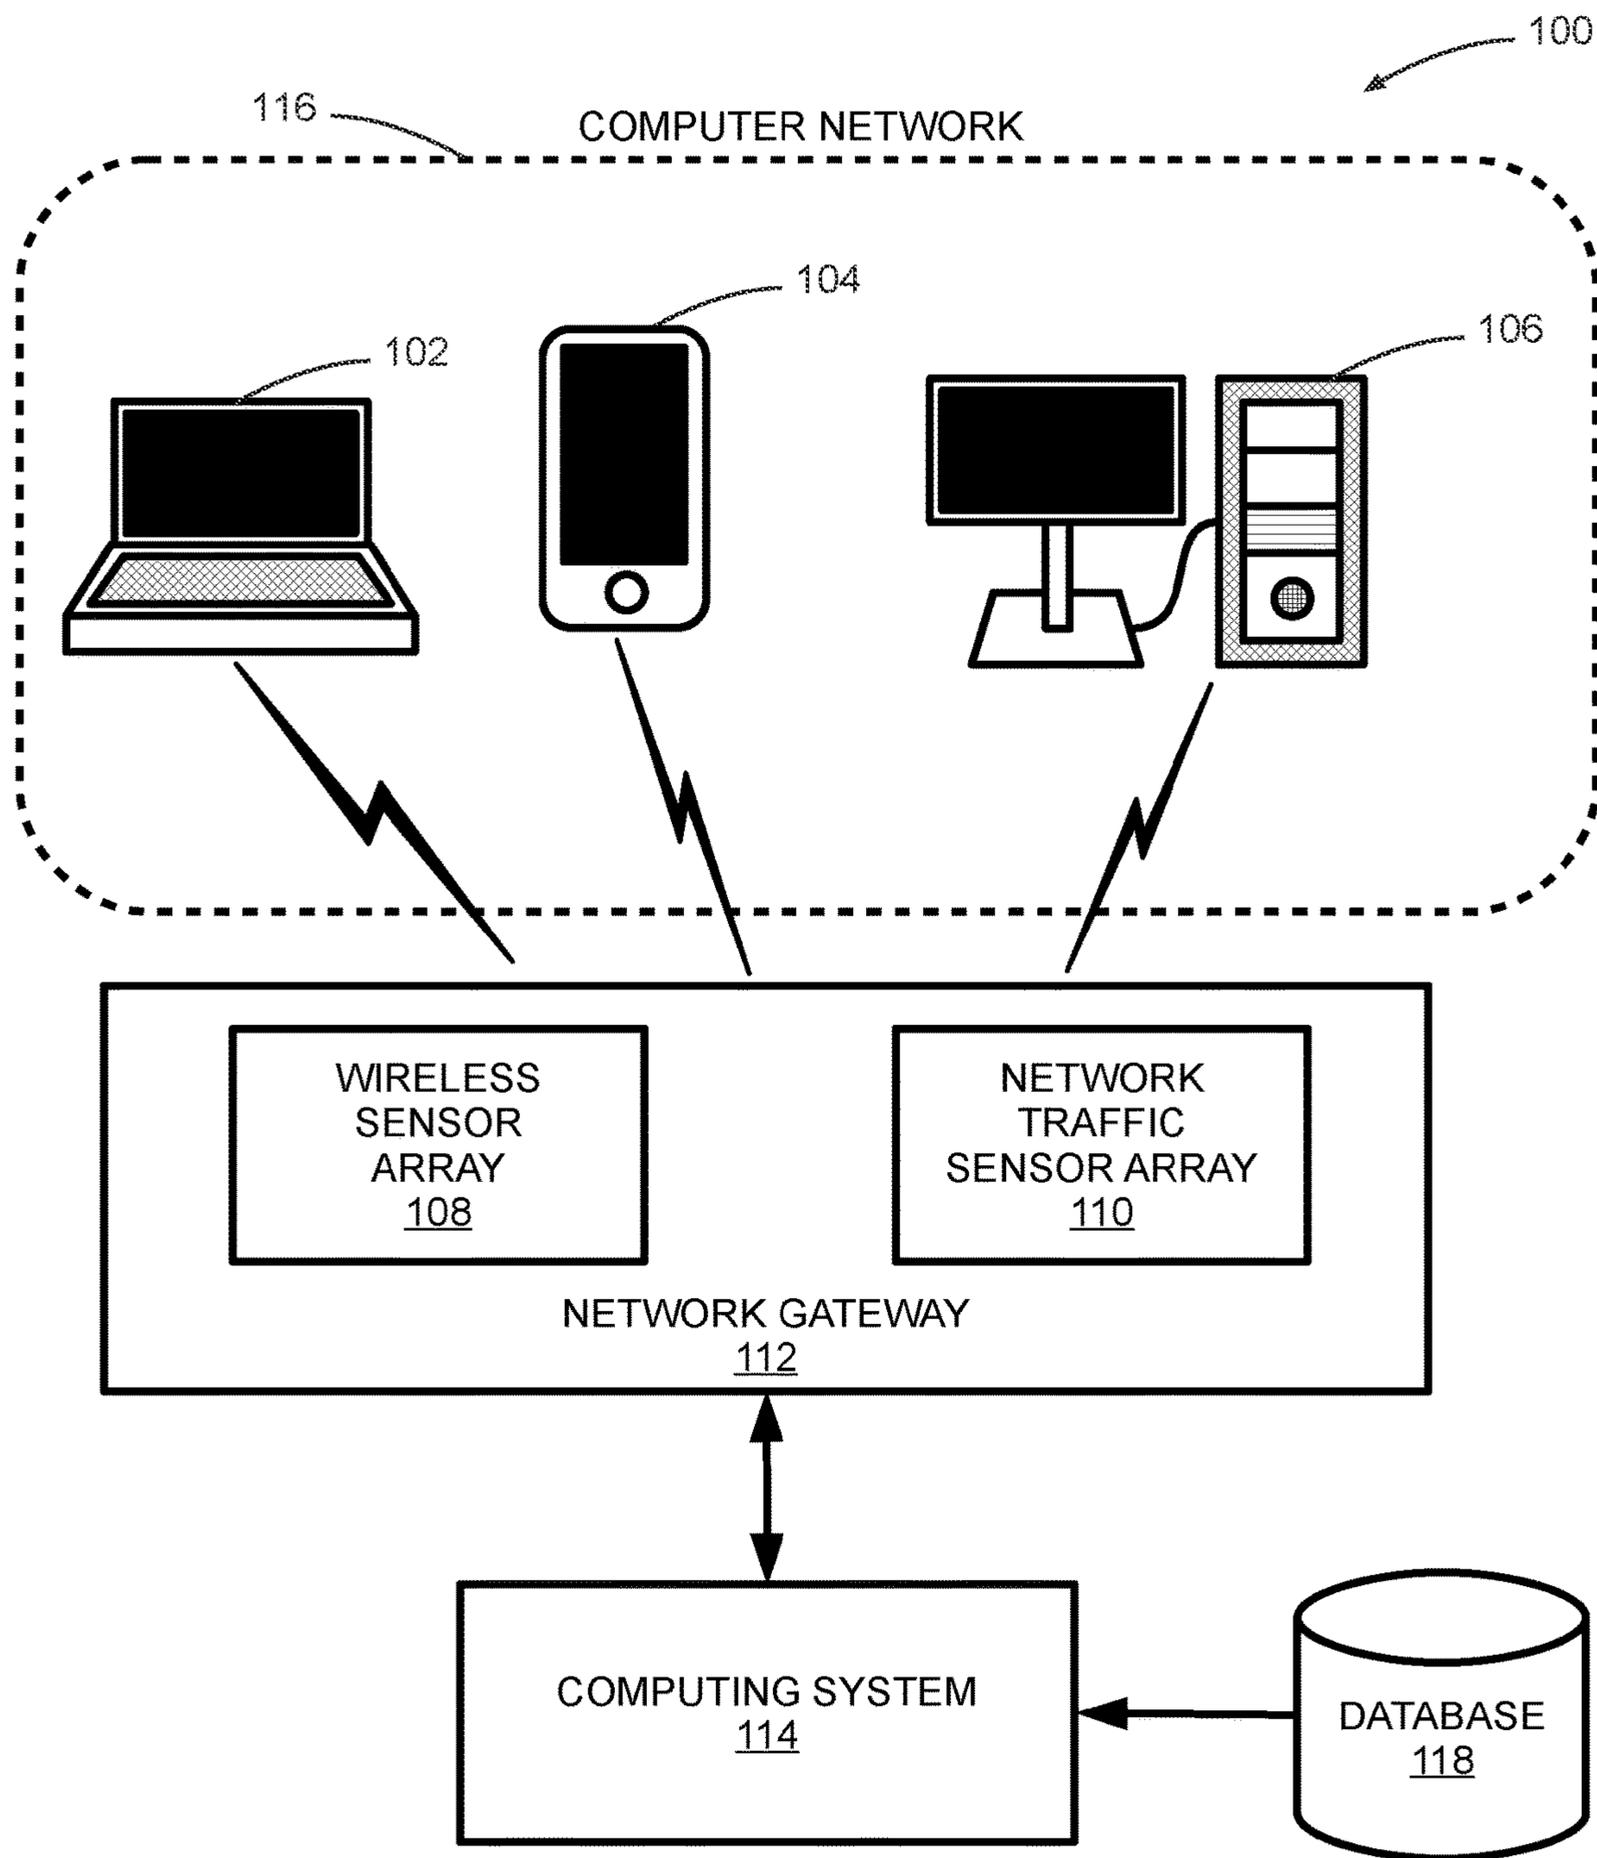 100
116
COMPUTER NETWORK
104
106
102
WIRELESS
SENSOR
ARRAY
108
NETWORK
TRAFFIC
SENSOR ARRAY
110
NETWORK GATEWAY
112
COMPUTING SYSTEM
114
DATABASE
118